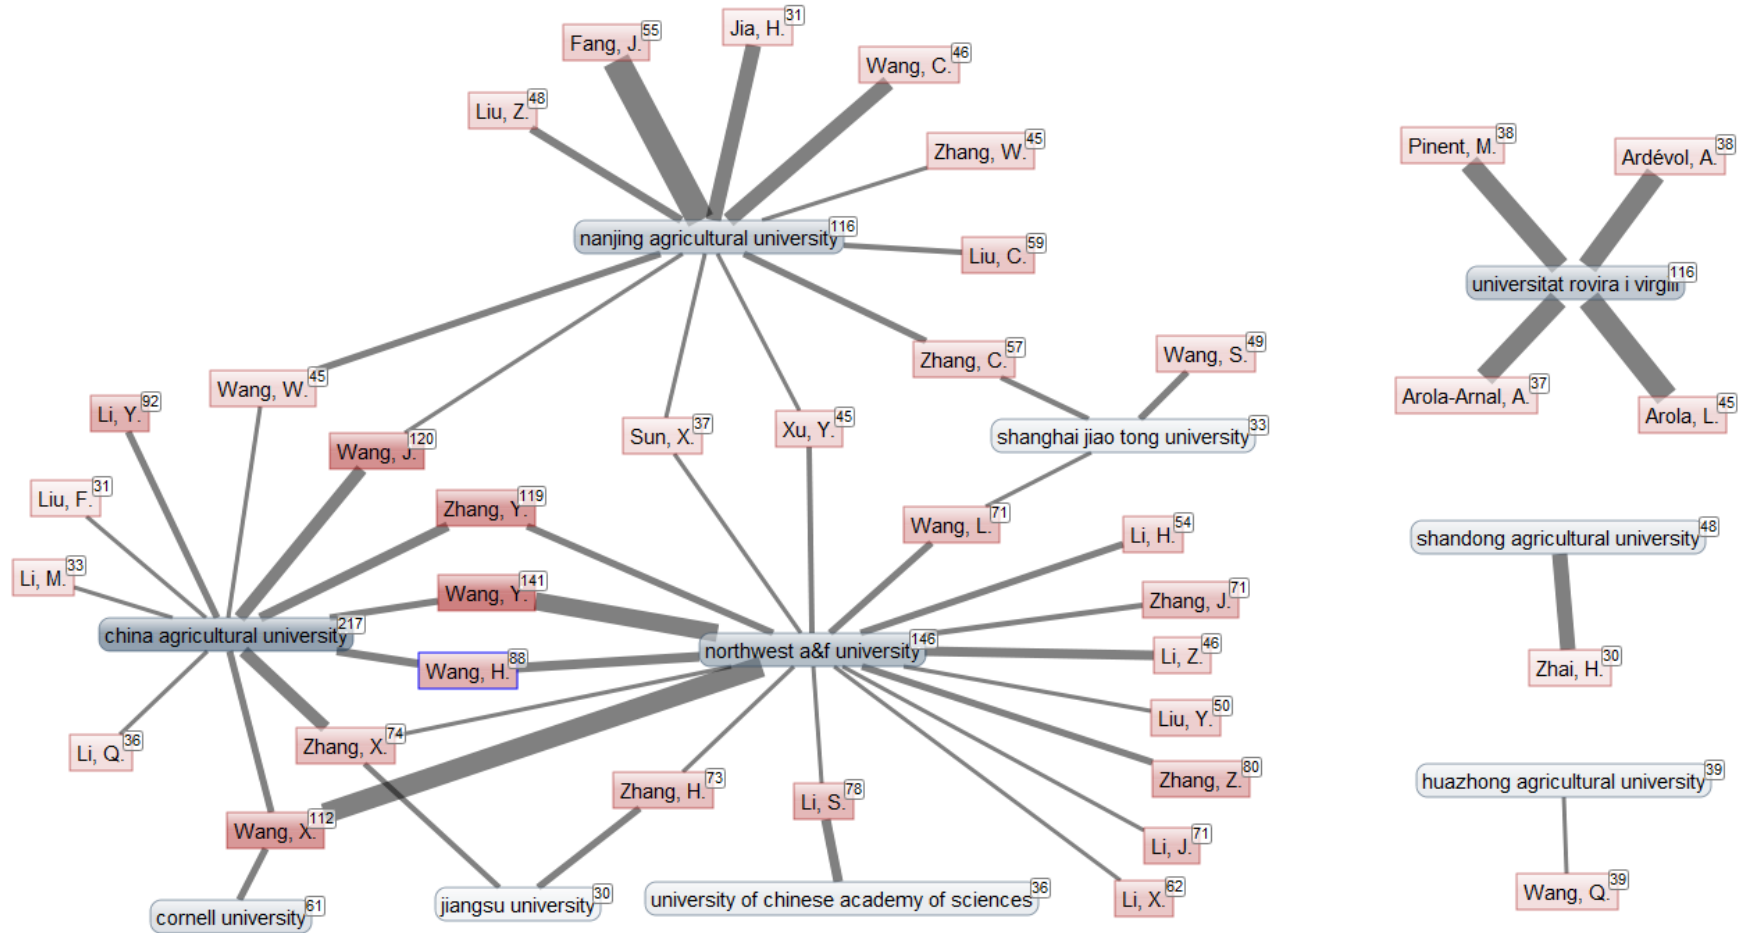 Fang, J. 55
Jia, H. 31
Wang, C. 46
Liu, Z. 48
Zhang, W. 45
nanjing agricultural university 116
Liu, C. 59
Zhang, C. 57
Wang, S. 49
Wang, W. 45
Li, Y. 92
Wang, J. 120
Sun, X. 37
Xu, Y. 45
shanghai jiao tong university 33
Liu, F. 31
Zhang, Y. 119
Wang, L. 71
Li, H. 54
Li, M. 33
Wang, Y. 141
Zhang, J. 71
china agricultural university 217
northwest a&f university 146
Li, Z. 46
Wang, H. 88
Liu, Y. 50
Li, Q. 36
Zhang, X. 74
Zhang, Z. 80
Zhang, H. 73
Li, S. 78
Wang, X. 112
Li, J. 71
Li, X. 62
cornell university 61
jiangsu university 30
university of chinese academy of sciences 36
Pinent, M. 38
Ardévol, A. 38
universitat rovira i virgili 116
Arola-Arnal, A. 37
Arola, L. 45
shandong agricultural university 48
Zhai, H. 30
huazhong agricultural university 39
Wang, Q. 39